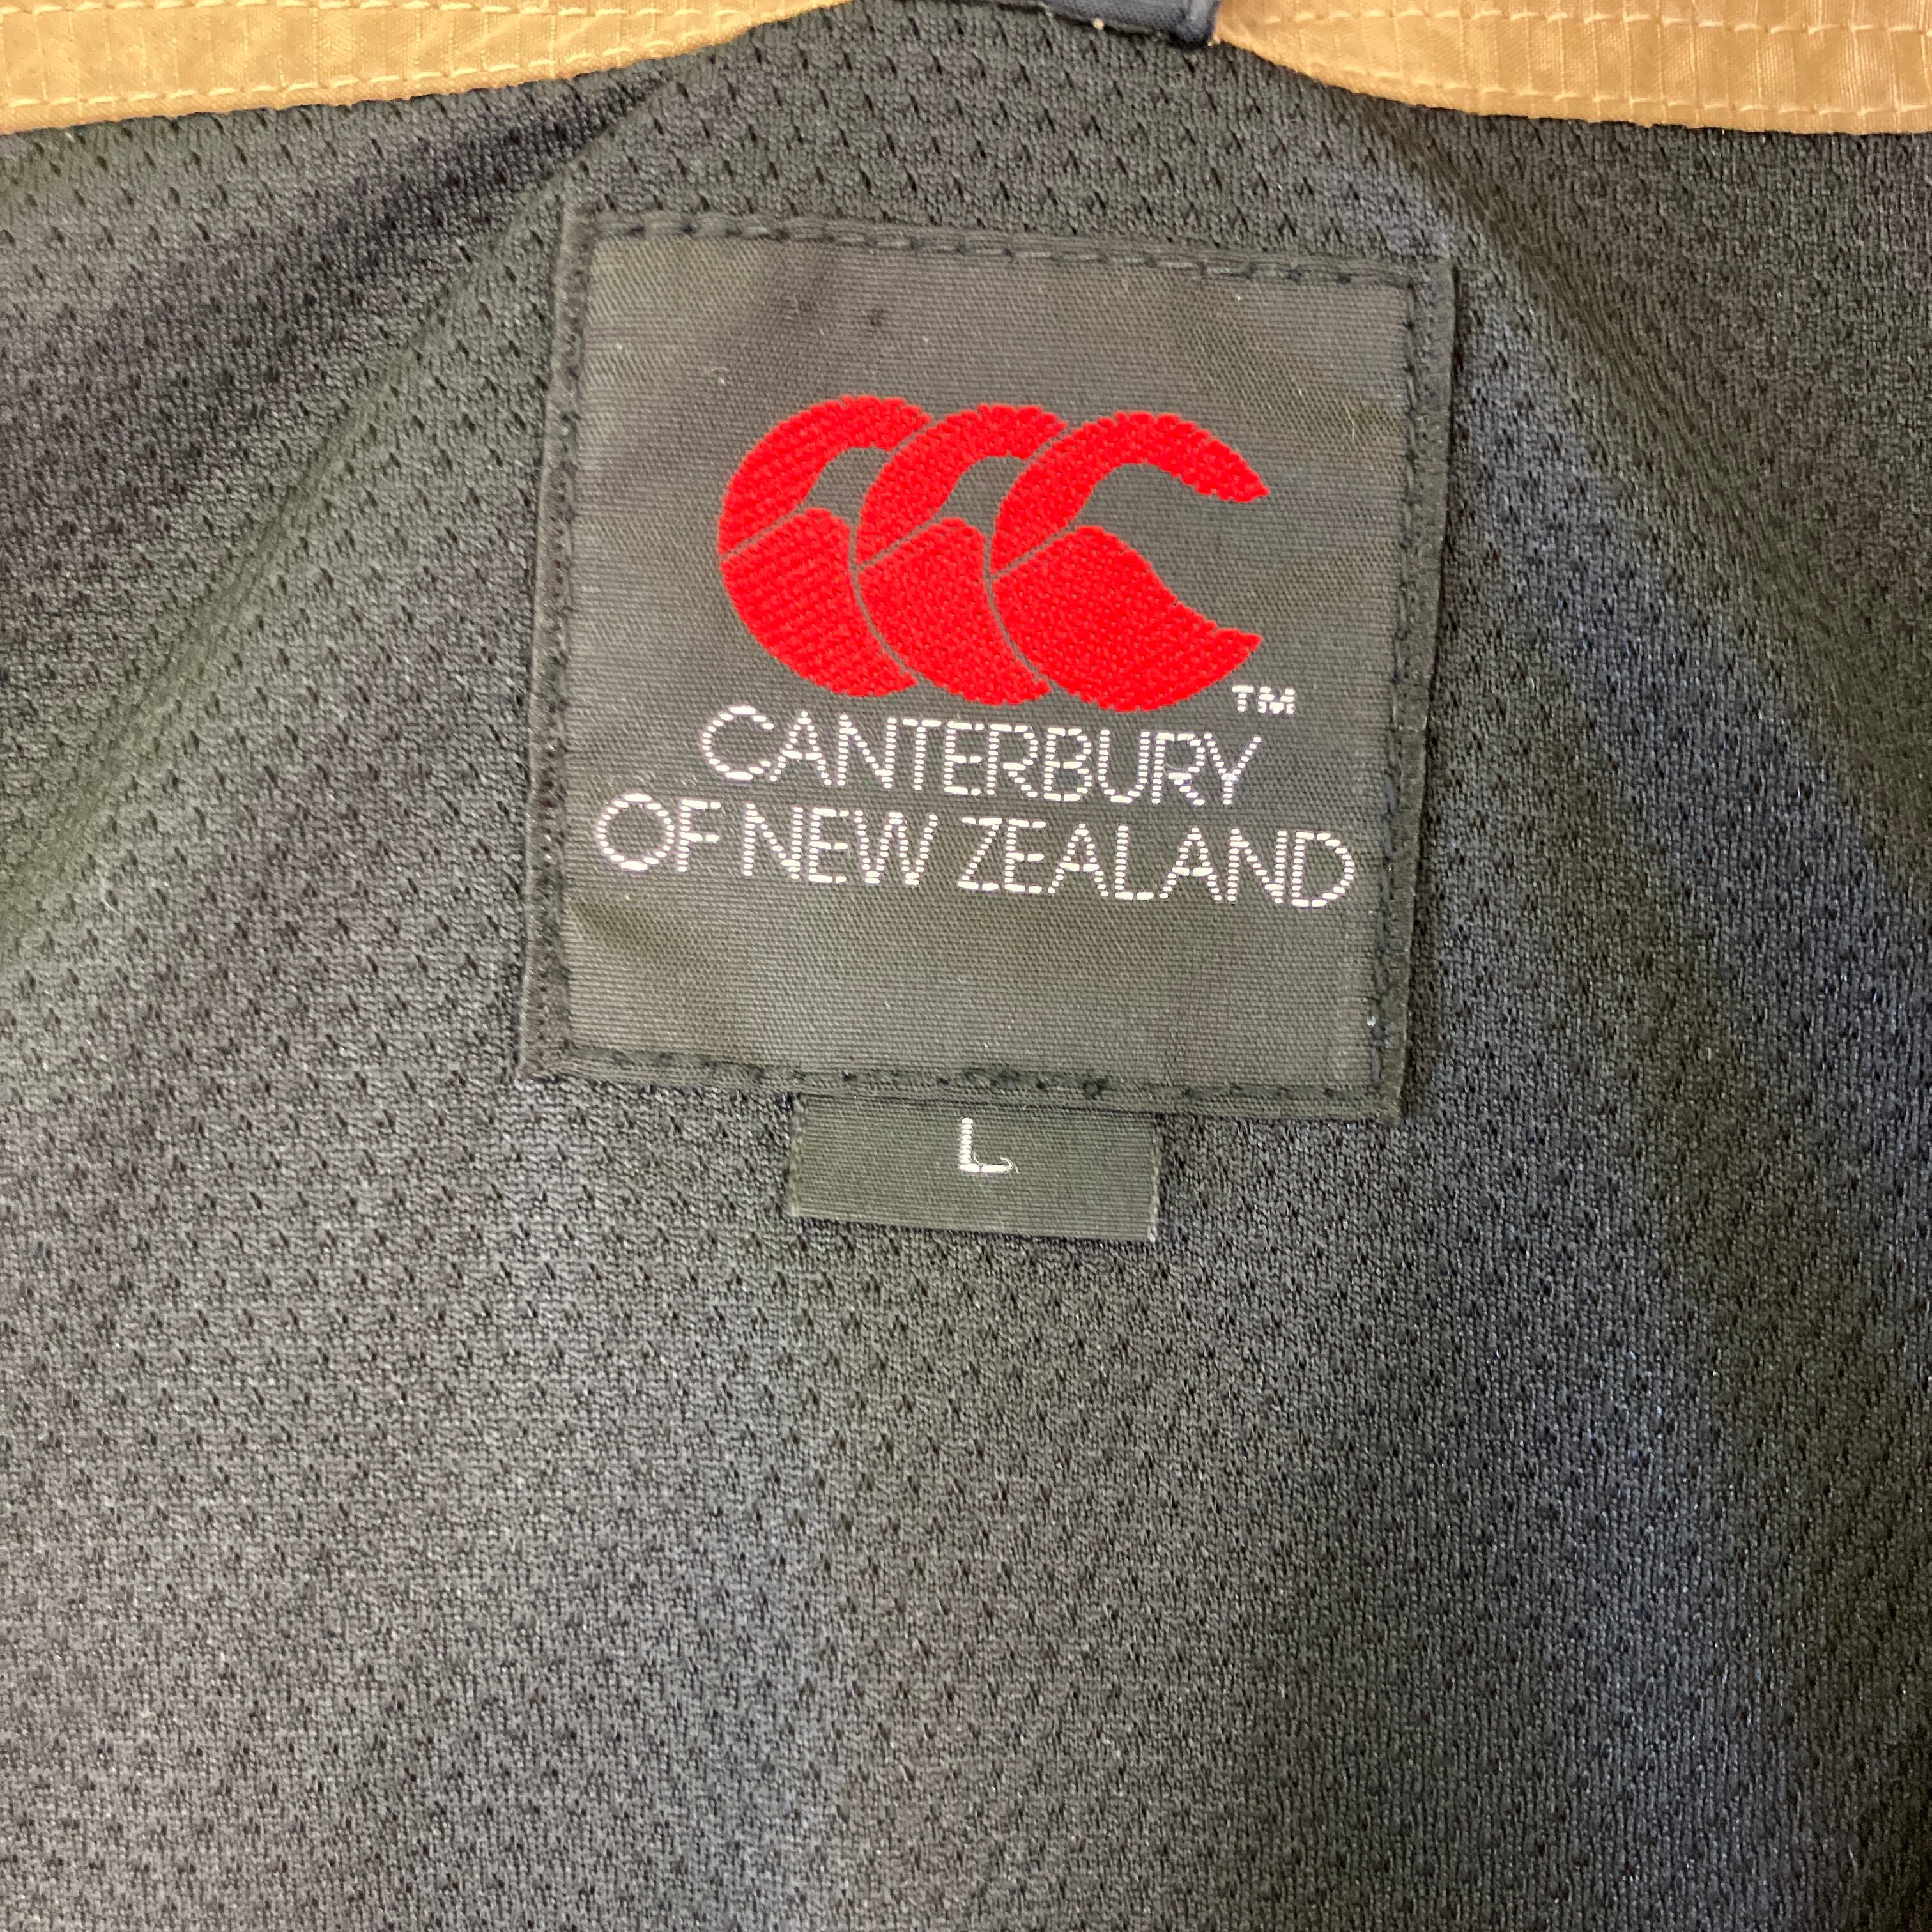 TM
CANTERBURY
OF NEW ZEALAND
L